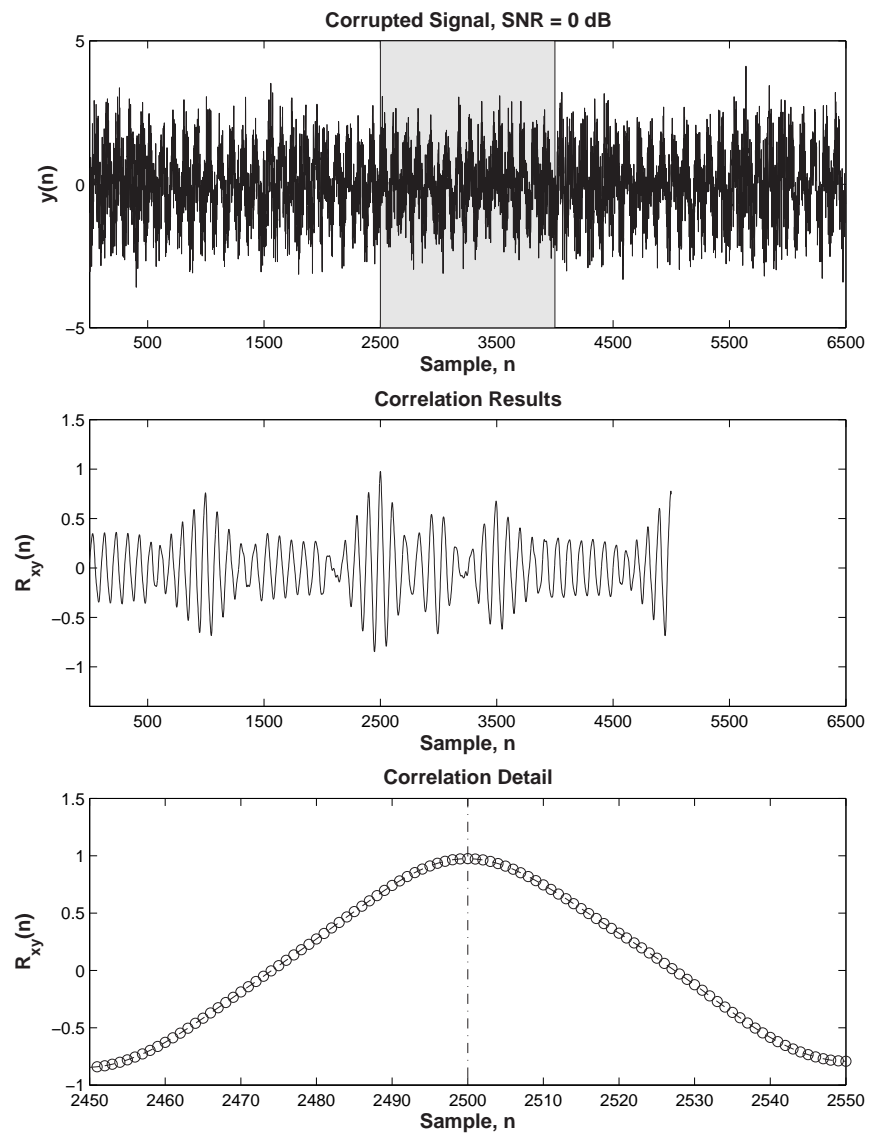 Corrupted Signal, SNR = 0 dB
5
0
−5
y(n)
500 1500 2500 3500 4500 5500 6500
Sample, n
Correlation Results
1.5
1
0.5
0
−0.5
−1
Rxy(n)
500 1500 2500 3500 4500 5500 6500
Sample, n
Correlation Detail
1.5
1
0.5
0
−0.5
−1
Rxy(n)
2450 2460 2470 2480 2490 2500 2510 2520 2530 2540 2550
Sample, n